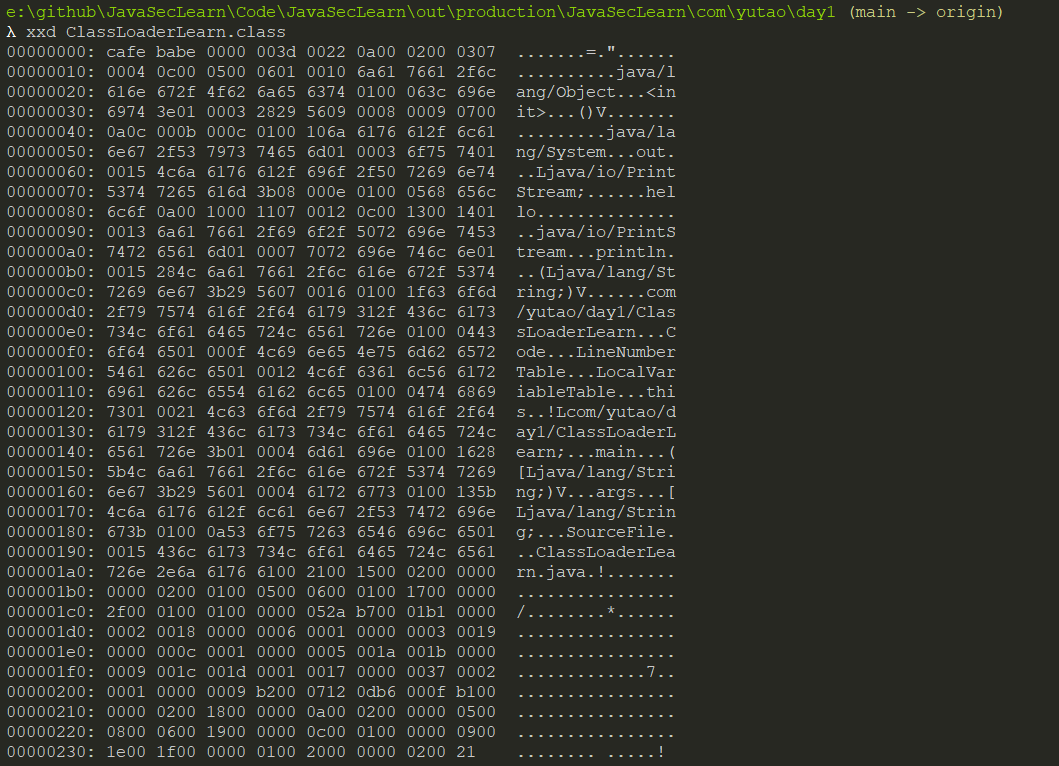 e:\github\JavaSecLearn\Code\JavaSecLearn\out\production\JavaSecLearn\com\yutao\day1 (main -> origin)
λ xxd ClassLoaderLearn.class
00000000: cafe babe 0000 003d 0022 0a00 0200 0307  .......=."......
00000010: 0004 0c00 0500 0601 0010 6a61 7661 2f6c  ..........java/l
00000020: 616e 672f 4f62 6a65 6374 0100 063c 696e  ang/Object...<in
00000030: 6974 3e01 0003 2829 5609 0008 0009 0700  it>...()V.......
00000040: 0a0c 000b 000c 0100 106a 6176 612f 6c61  .........java/la
00000050: 6e67 2f53 7973 7465 6d01 0003 6f75 7401  ng/System...out.
00000060: 0015 4c6a 6176 612f 696f 2f50 7269 6e74  ..Ljava/io/Print
00000070: 5374 7265 616d 3b08 000e 0100 0568 656c  Stream;......hel
00000080: 6c6f 0a00 1000 1107 0012 0c00 1300 1401  lo..............
00000090: 0013 6a61 7661 2f69 6f2f 5072 696e 7453  ..java/io/PrintS
000000a0: 7472 6561 6d01 0007 7072 696e 746c 6e01  tream...println.
000000b0: 0015 284c 6a61 7661 2f6c 616e 672f 5374  ..(Ljava/lang/St
000000c0: 7269 6e67 3b29 5607 0016 0100 1f63 6f6d  ring;)V......com
000000d0: 2f79 7574 616f 2f64 6179 312f 436c 6173  /yutao/day1/Clas
000000e0: 734c 6f61 6465 724c 6561 726e 0100 0443  sLoaderLearn...C
000000f0: 6f64 6501 000f 4c69 6e65 4e75 6d62 6572  ode...LineNumber
00000100: 5461 626c 6501 0012 4c6f 6361 6c56 6172  Table...LocalVar
00000110: 6961 626c 6554 6162 6c65 0100 0474 6869  iableTable...thi
00000120: 7301 0021 4c63 6f6d 2f79 7574 616f 2f64  s..!Lcom/yutao/d
00000130: 6179 312f 436c 6173 734c 6f61 6465 724c  ay1/ClassLoaderL
00000140: 6561 726e 3b01 0004 6d61 696e 0100 1628  earn;...main...(
00000150: 5b4c 6a61 7661 2f6c 616e 672f 5374 7269  [Ljava/lang/Stri
00000160: 6e67 3b29 5601 0004 6172 6773 0100 135b  ng;)V...args...[
00000170: 4c6a 6176 612f 6c61 6e67 2f53 7472 696e  Ljava/lang/Strin
00000180: 673b 0100 0a53 6f75 7263 6546 696c 6501  g;...SourceFile.
00000190: 0015 436c 6173 734c 6f61 6465 724c 6561  ..ClassLoaderLea
000001a0: 726e 2e6a 6176 6100 2100 1500 0200 0000  rn.java.!.......
000001b0: 0000 0200 0100 0500 0600 0100 1700 0000  ................
000001c0: 2f00 0100 0100 0000 052a b700 01b1 0000  /........*......
000001d0: 0002 0018 0000 0006 0001 0000 0003 0019  ................
000001e0: 0000 000c 0001 0000 0005 001a 001b 0000  ................
000001f0: 0009 001c 001d 0001 0017 0000 0037 0002  .............7..
00000200: 0001 0000 0009 b200 0712 0db6 000f b100  ................
00000210: 0000 0200 1800 0000 0a00 0200 0000 0500  ................
00000220: 0800 0600 1900 0000 0c00 0100 0000 0900  ................
00000230: 1e00 1f00 0000 0100 2000 0000 0200 21  ........ .....!